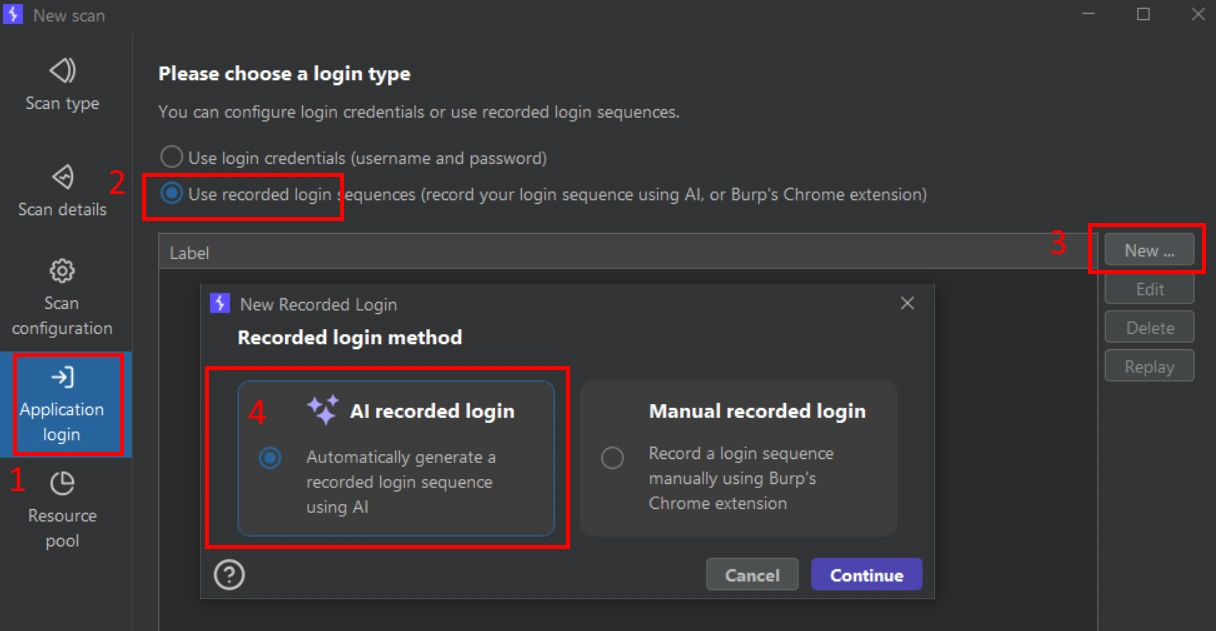 New scan
Scan type
Scan details
Scan
configuration
Application
login
Resource
pool
Please choose a login type
You can configure login credentials or use recorded login sequences.
Use login credentials (username and password)
2
Use recorded login sequences (record your login sequence using AI, or Burp's Chrome extension)
Label
3
New ...
Edit
Delete
Replay
New Recorded Login
Recorded login method
4
AI recorded login
Automatically generate a
recorded login sequence
using AI
Manual recorded login
Record a login sequence
manually using Burp's
Chrome extension
1
?
Cancel
Continue